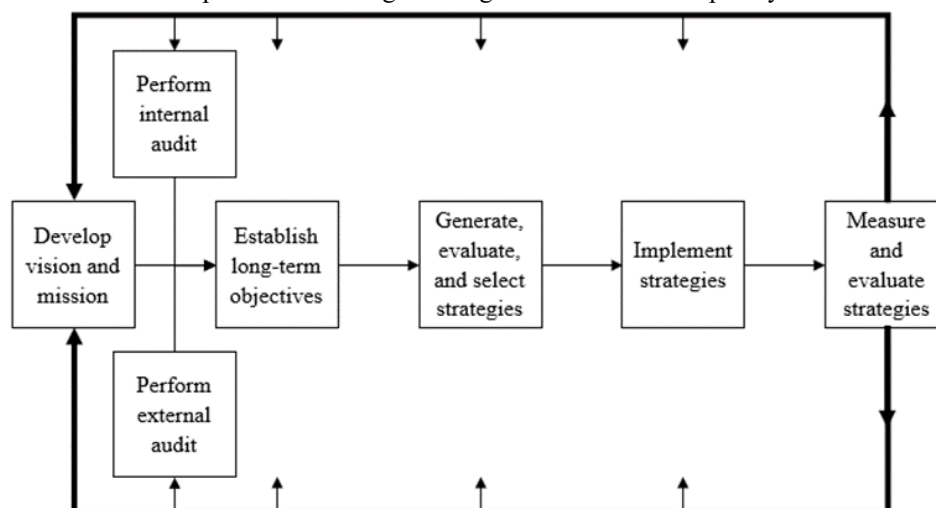 Perform
internal
audit
Develop
vision and
mission
Establish
long-term
objectives
Generate,
evaluate,
and select
strategies
Implement
strategies
Measure
and
evaluate
strategies
Perform
external
audit